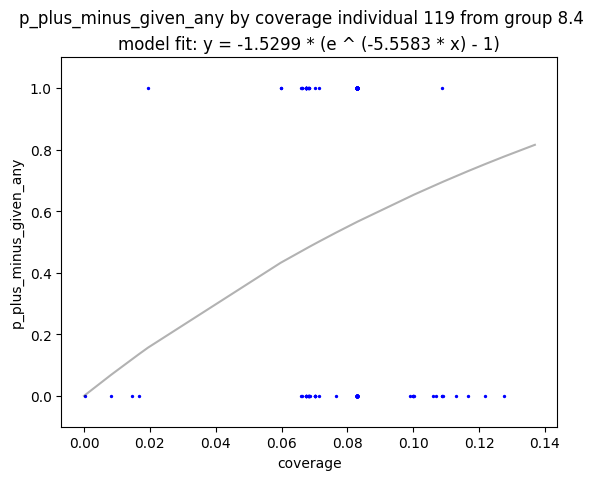 p_plus_minus_given_any by coverage individual 119 from group 8.4
model fit: y = -1.5299 * (e ^ (-5.5583 * x) - 1)
1.0
0.8
0.6
0.4
0.2
0.0
p_plus_minus_given_any
0.00 0.02 0.04 0.06 0.08 0.10 0.12 0.14
coverage